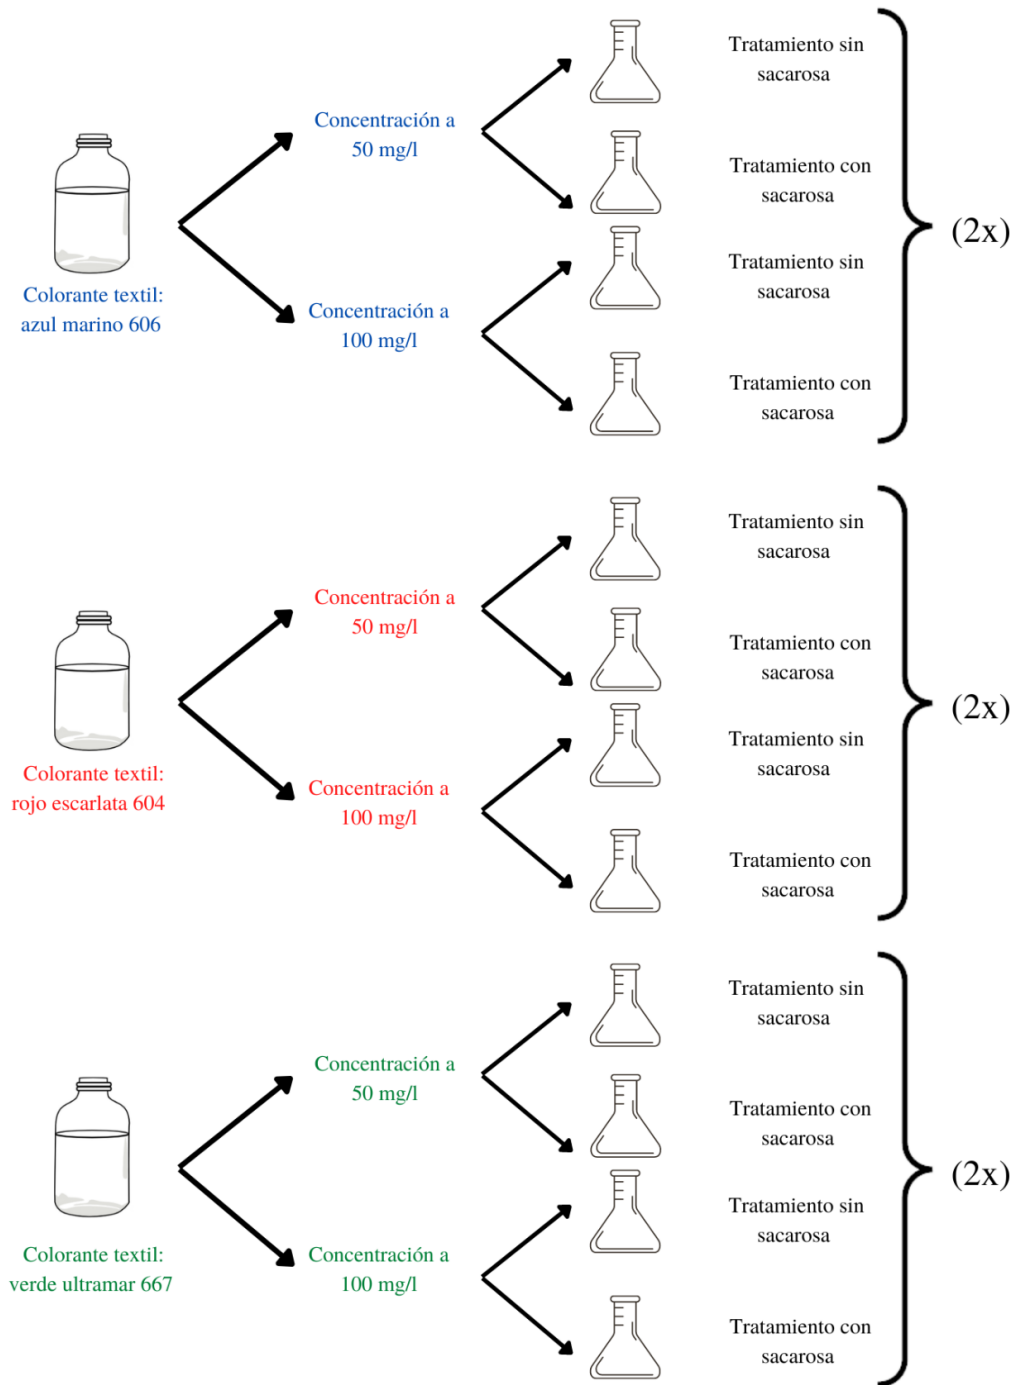 Tratamiento sin
sacarosa
Concentración a
50 mg/l
Tratamiento con
sacarosa
(2x)
Tratamiento sin
sacarosa
Colorante textil:
azul marino 606
Concentración a
100 mg/l
Tratamiento con
sacarosa
Tratamiento sin
sacarosa
Concentración a
50 mg/l
Tratamiento con
sacarosa
(2x)
Tratamiento sin
sacarosa
Colorante textil:
rojo escarlata 604
Concentración a
100 mg/l
Tratamiento con
sacarosa
Tratamiento sin
sacarosa
Concentración a
50 mg/l
Tratamiento con
sacarosa
(2x)
Tratamiento sin
sacarosa
Colorante textil:
verde ultramar 667
Concentración a
100 mg/l
Tratamiento con
sacarosa